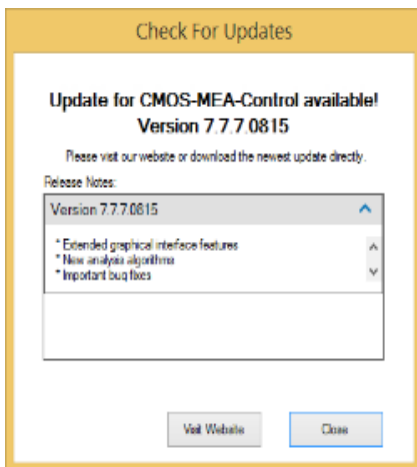 Check For Updates
Update for CMOS-MEA-Control available!
Version 7.7.7.0815
Please visit our website or download the newest update directly.
Release Notes:
Version 7.7.7.0815
* Extended graphical interface features
* New analysis algorithms
* Important bug fixes
Visit Website
Close